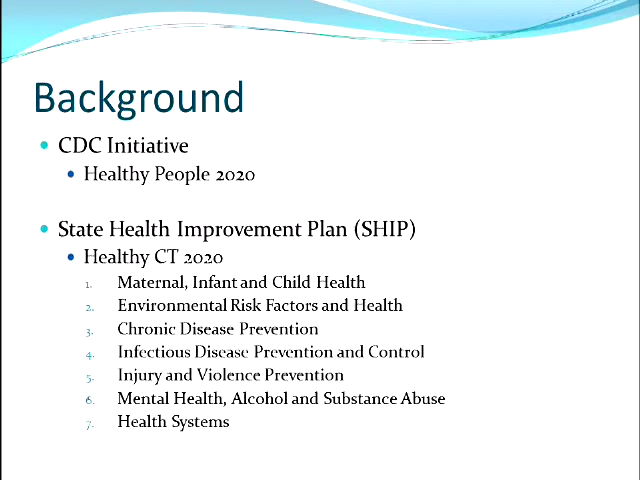 Background
• CDC Initiative
• Healthy People 2020
• State Health Improvement Plan (SHIP)
• Healthy CT 2020
1. Maternal, Infant and Child Health
2. Environmental Risk Factors and Health
3. Chronic Disease Prevention
4. Infectious Disease Prevention and Control
5. Injury and Violence Prevention
6. Mental Health, Alcohol and Substance Abuse
7. Health Systems